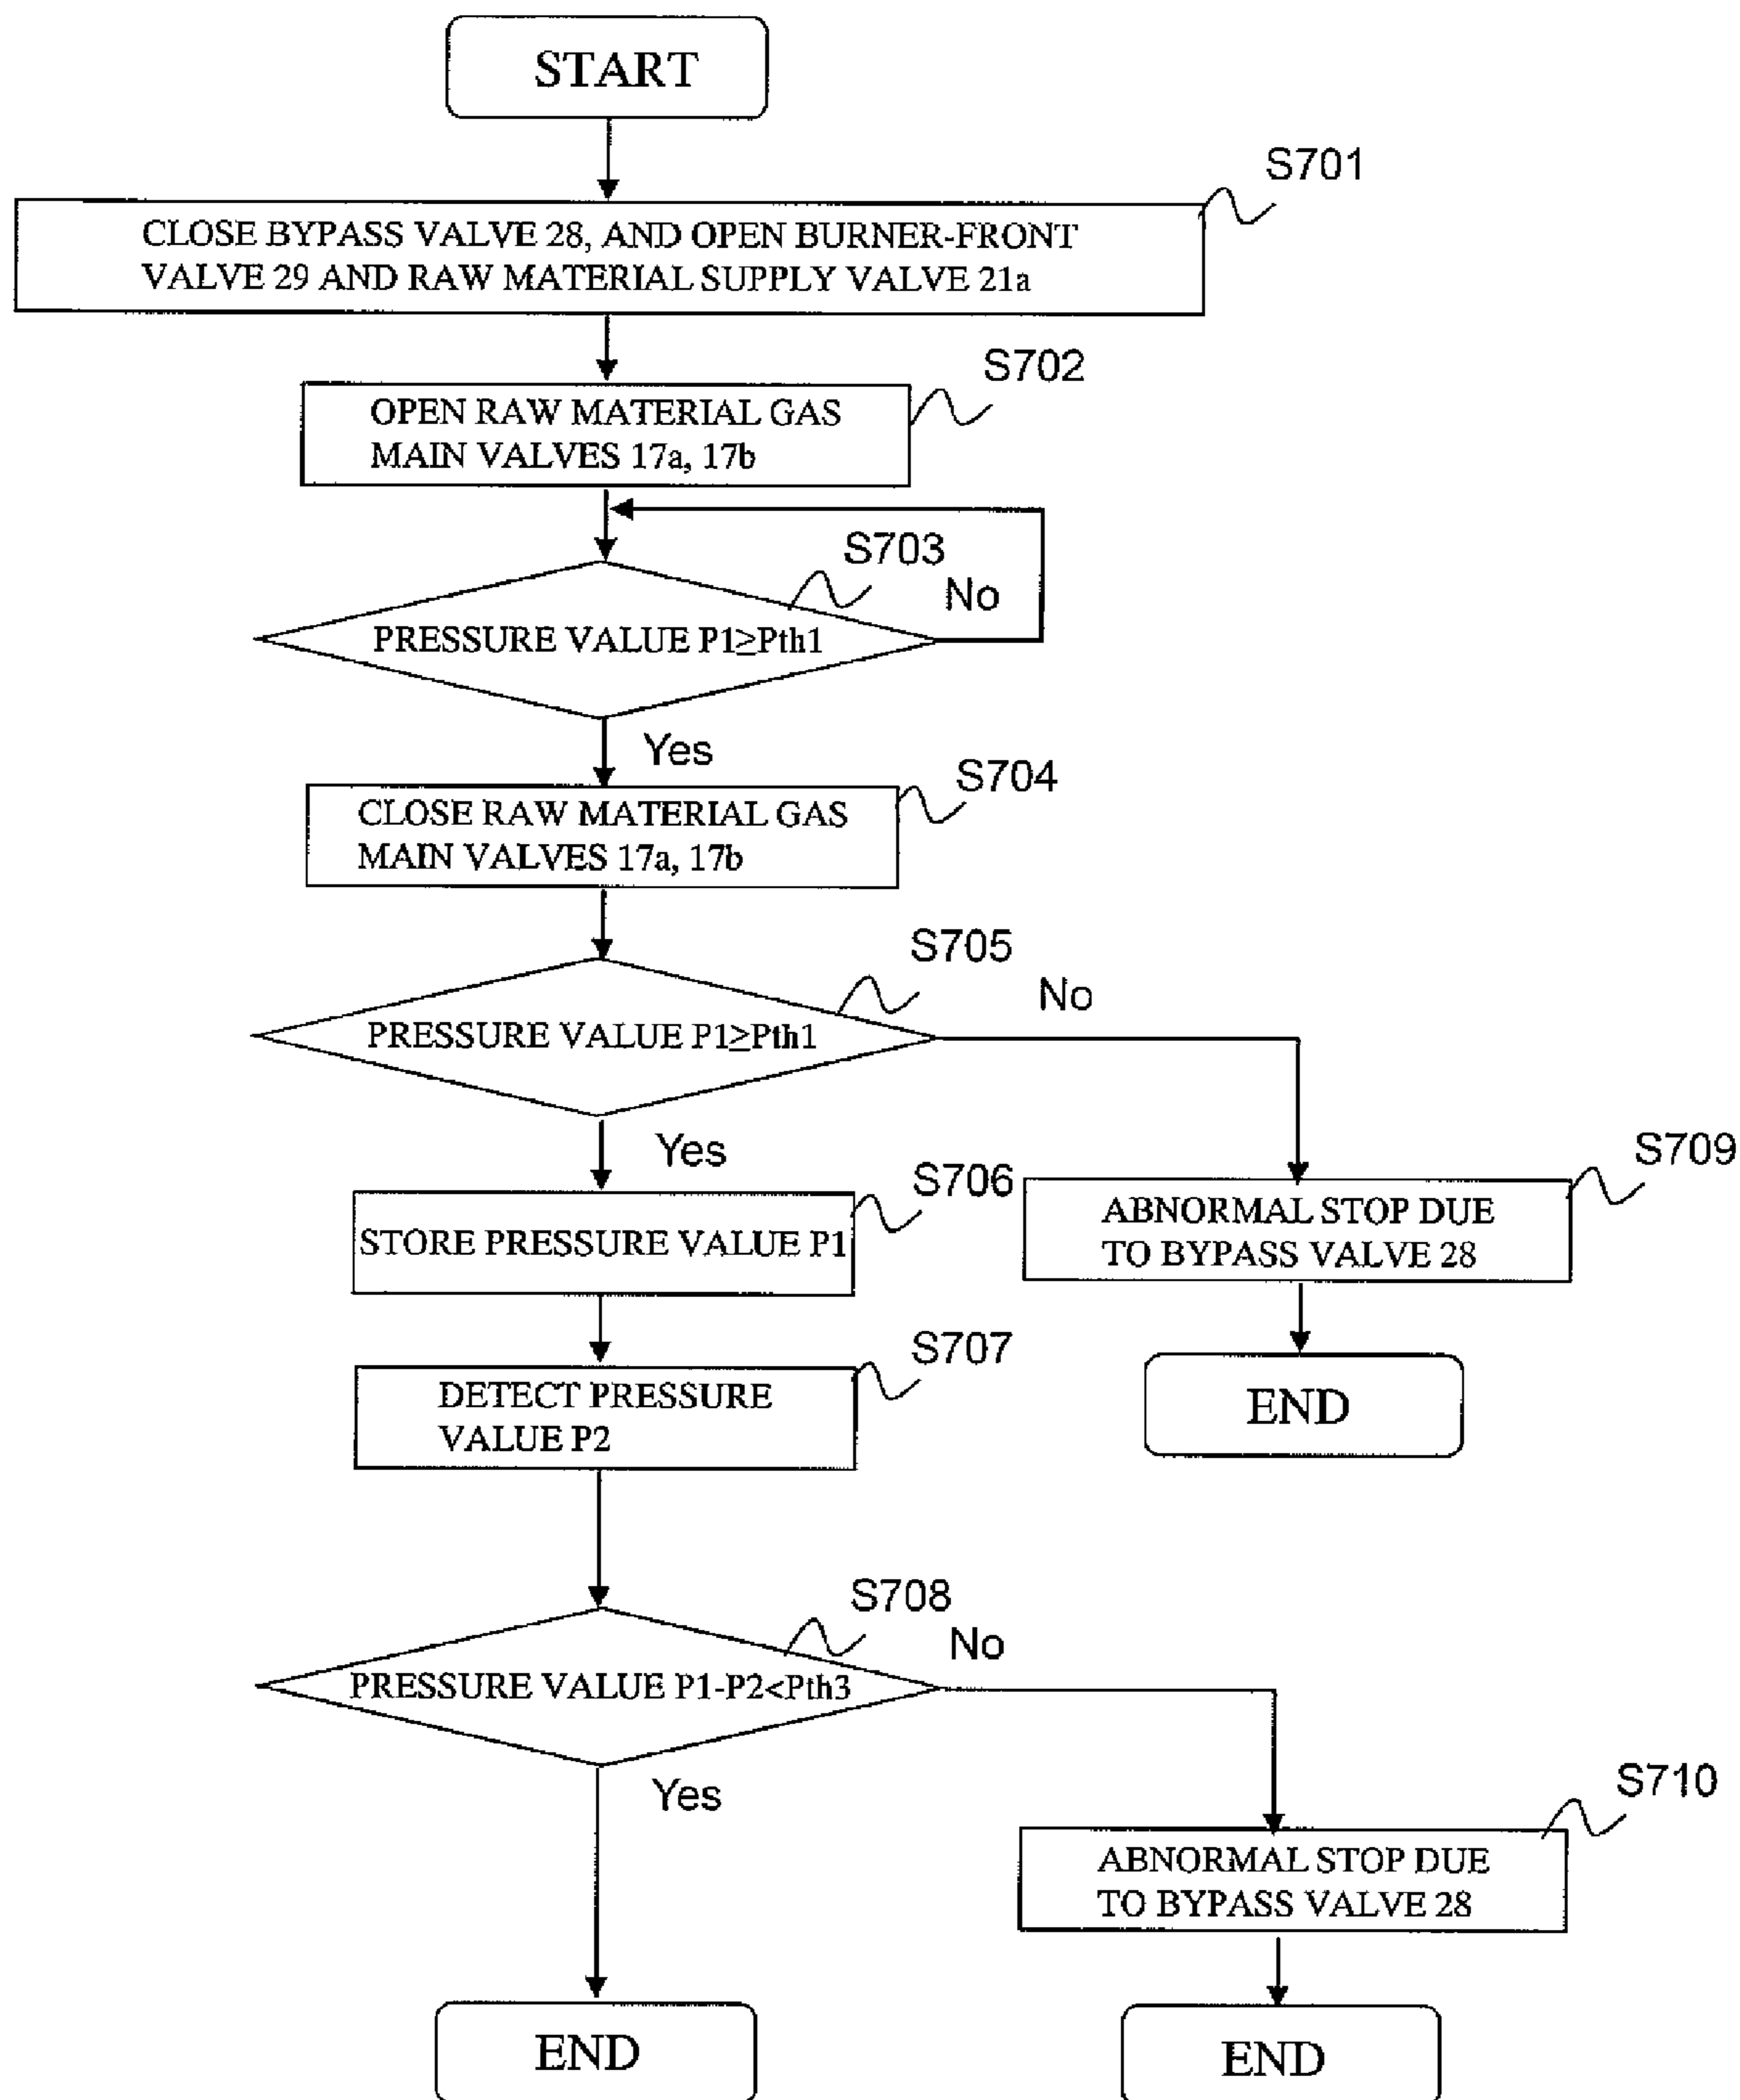 START
S701
CLOSE BYPASS VALVE 28, AND OPEN BURNER-FRONT
VALVE 29 AND RAW MATERIAL SUPPLY VALVE 21a
S702
OPEN RAW MATERIAL GAS
MAIN VALVES 17a, 17b
S703
No
PRESSURE VALUE P1≥Pth1
Yes
S704
CLOSE RAW MATERIAL GAS
MAIN VALVES 17a, 17b
S705
No
PRESSURE VALUE P1≥Pth1
Yes
S706
STORE PRESSURE VALUE P1
S709
ABNORMAL STOP DUE
TO BYPASS VALVE 28
END
S707
DETECT PRESSURE
VALUE P2
S708
No
PRESSURE VALUE P1-P2<Pth3
Yes
S710
ABNORMAL STOP DUE
TO BYPASS VALVE 28
END
END